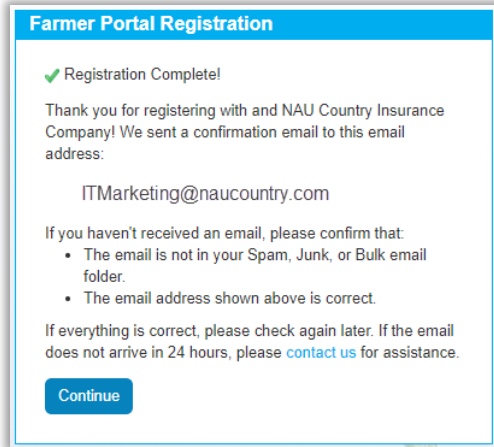 Farmer Portal Registration
Registration Complete!
Thank you for registering with and NAU Country Insurance
Company! We sent a confirmation email to this email
address:
ITMarketing@naucountry.com
If you haven't received an email, please confirm that:
• The email is not in your Spam, Junk, or Bulk email
folder.
• The email address shown above is correct.
If everything is correct, please check again later. If the email
does not arrive in 24 hours, please contact us for assistance.
Continue